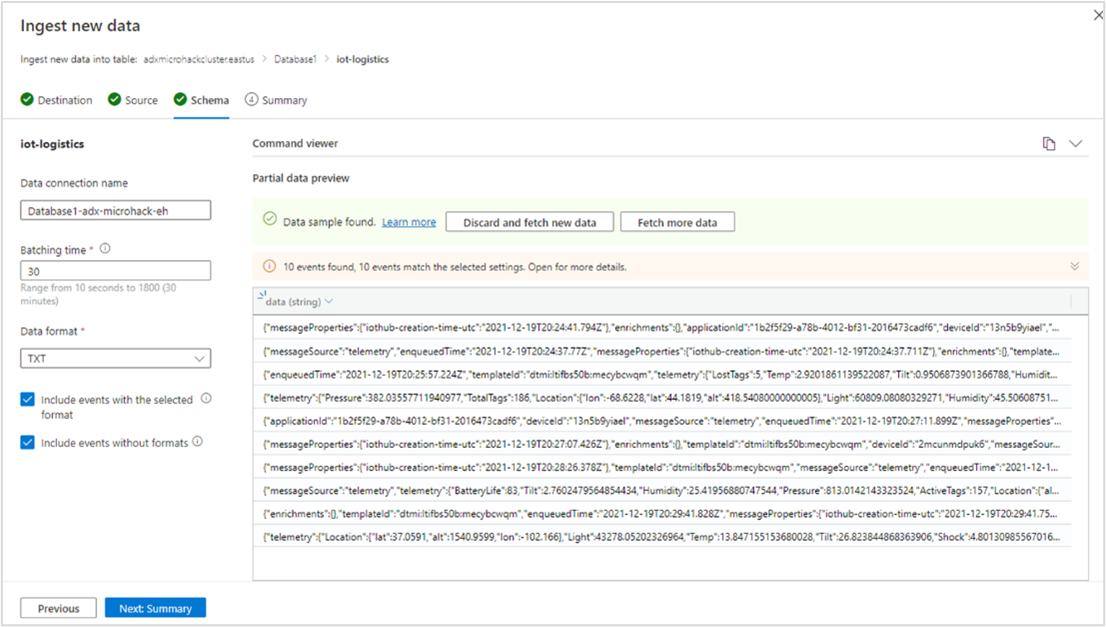 Ingest new data
Ingest new data into table: adxmicrohackcluster.eastus > Database1 > iot-logistics
Destination Source Schema 4 Summary
iot-logistics
Data connection name
Database1-adx-microhack-eh
Batching time *
30
Range from 10 seconds to 1800 (30
minutes)
Data format *
TXT
Include events with the selected
format
Include events without formats
Command viewer
Partial data preview
Data sample found. Learn more Discard and fetch new data Fetch more data
10 events found, 10 events match the selected settings. Open for more details.
data (string)
{"messageProperties":{"iothub-creation-time-utc":"2021-12-19T20:24:41.794Z"},"enrichments":{},"applicationId":"1b2f5f29-a78b-4012-bf31-2016473cadf6","deviceId":"13n5b9yiael","...
{"messageSource":"telemetry","enqueuedTime":"2021-12-19T20:24:37.77Z","messageProperties":{"iothub-creation-time-utc":"2021-12-19T20:24:37.711Z"},"enrichments":{},"template...
{"enqueuedTime":"2021-12-19T20:25:57.224Z","templateId":"dtmi:ltifbs50b:mecybcwqm","telemetry":{"LostTags":5,"Temp":2.9201861139522087,"Tilt":0.9506873901366788,"Humidit...
{"telemetry":{"Pressure":382.03557711940977,"TotalTags":186,"Location":{"lon":-68.6228,"lat":44.1819,"alt":418.54080000000005},"Light":60809.08080329271,"Humidity":45.50608751...
{"applicationId":"1b2f5f29-a78b-4012-bf31-2016473cadf6","deviceId":"13n5b9yiael","messageSource":"telemetry","enqueuedTime":"2021-12-19T20:27:11.899Z","messageProperties"...
{"messageProperties":{"iothub-creation-time-utc":"2021-12-19T20:27:07.426Z"},"enrichments":{},"templateId":"dtmi:ltifbs50b:mecybcwqm","deviceId":"2mcunmdpuk6","messageSour...
{"messageProperties":{"iothub-creation-time-utc":"2021-12-19T20:28:26.378Z"},"templateId":"dtmi:ltifbs50b:mecybcwqm","messageSource":"telemetry","enqueuedTime":"2021-12-1...
{"messageSource":"telemetry","telemetry":{"BatteryLife":83,"Tilt":2.7602479564854434,"Humidity":25.41956880747544,"Pressure":813.0142143323524,"ActiveTags":157,"Location":{"al...
{"enrichments":{},"templateId":"dtmi:ltifbs50b:mecybcwqm","enqueuedTime":"2021-12-19T20:29:41.828Z","messageProperties":{"iothub-creation-time-utc":"2021-12-19T20:29:41.75...
{"telemetry":{"Location":{"lat":37.0591,"alt":1540.9599,"lon":-102.166},"Light":43278.05202326964,"Temp":13.847155153680028,"Tilt":26.823844868363906,"Shock":4.80130985567016...
Previous Next: Summary